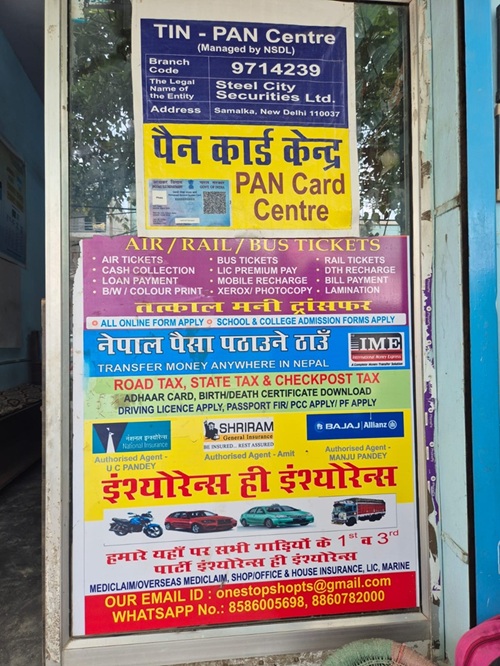 TIN - PAN Centre
(Managed by NSDL)
Branch Code 9714239
The Legal Name of the Entity Steel City Securities Ltd.
Address Samalka, New Delhi 110037
पैन कार्ड केन्द्र
PAN Card
Centre
AIR / RAIL / BUS TICKETS
• AIR TICKETS • BUS TICKETS • RAIL TICKETS
• CASH COLLECTION • LIC PREMIUM PAY • DTH RECHARGE
• LOAN PAYMENT • MOBILE RECHARGE • BILL PAYMENT
• B/W / COLOUR PRINT • XEROX/ PHOTOCOPY • LAMINATION
तत्काल मनी ट्रांसफर
ALL ONLINE FORM APPLY SCHOOL & COLLEGE ADMISSION FORMS APPLY
नेपाल पैसा पठाउने ठाउँ
IME
TRANSFER MONEY ANYWHERE IN NEPAL
ROAD TAX, STATE TAX & CHECKPOST TAX
ADHAAR CARD, BIRTH/DEATH CERTIFICATE DOWNLOAD
DRIVING LICENCE APPLY, PASSPORT FIR/ PCC APPLY/ PF APPLY
National Insurance
SHRIRAM
General Insurance
BE INSURED... REST ASSURED
BAJAJ Allianz
Authorised Agent -
U C PANDEY
Authorised Agent - Amit
Authorised Agent -
MANJU PANDEY
इंश्योरेन्स ही इंश्योरेन्स
हमारे यहाँ पर सभी गाड़ियों के 1st व 3rd
पार्टी इंश्योरेन्स ही इंश्योरेन्स
MEDICLAIM/OVERSEAS MEDICLAIM, SHOP/OFFICE & HOUSE INSURANCE, LIC, MARINE
OUR EMAIL ID : onestopshopts@gmail.com
WHATSAPP No.: 8586005698, 8860782000